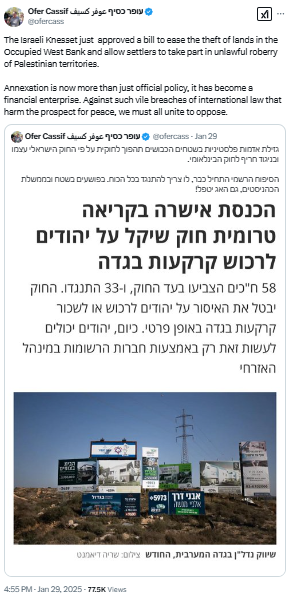 Ofer Cassif עופר כסיף عوفر كسيف
@ofercass
The Israeli Knesset just approved a bill to ease the theft of lands in the
Occupied West Bank and allow settlers to take part in unlawful roberry
of Palestinian territories.
Annexation is now more than just official policy, it has become a
financial enterprise. Against such vile breaches of international law that
harm the prospect for peace, we must all unite to oppose.
Ofer Cassif עופר כסיף عوفر كسيف @ofercass · Jan 29
גזילת אדמות פלסטיניות בשטחים הכבושים תהפוך לחוקית על פי החוק הישראלי עצמו
ובניגוד חריף לחוק הבינלאומי.
הסיפוח הרשמי התחיל כבר, לו צריך להתנגד בכל הכוח. בפושעים בשטח ובממשלת
הכהניסטים, גם האג יטפל!
הכנסת אישרה בקריאה
טרומית חוק שיקל על יהודים
לרכוש קרקעות בגדה
58 ח"כים הצביעו בעד החוק, ו-33 התנגדו. החוק
יבטל את האיסור על יהודים לרכוש או לשכור
קרקעות בגדה באופן פרטי. כיום, יהודים יכולים
לעשות זאת רק באמצעות חברות הרשומות במינהל
האזרחי
*5973
אבני דרך
שיווק נדל"ן בגדה המערבית, החודש צילום: שריה דיאמנט
4:55 PM · Jan 29, 2025 · 77.5K Views